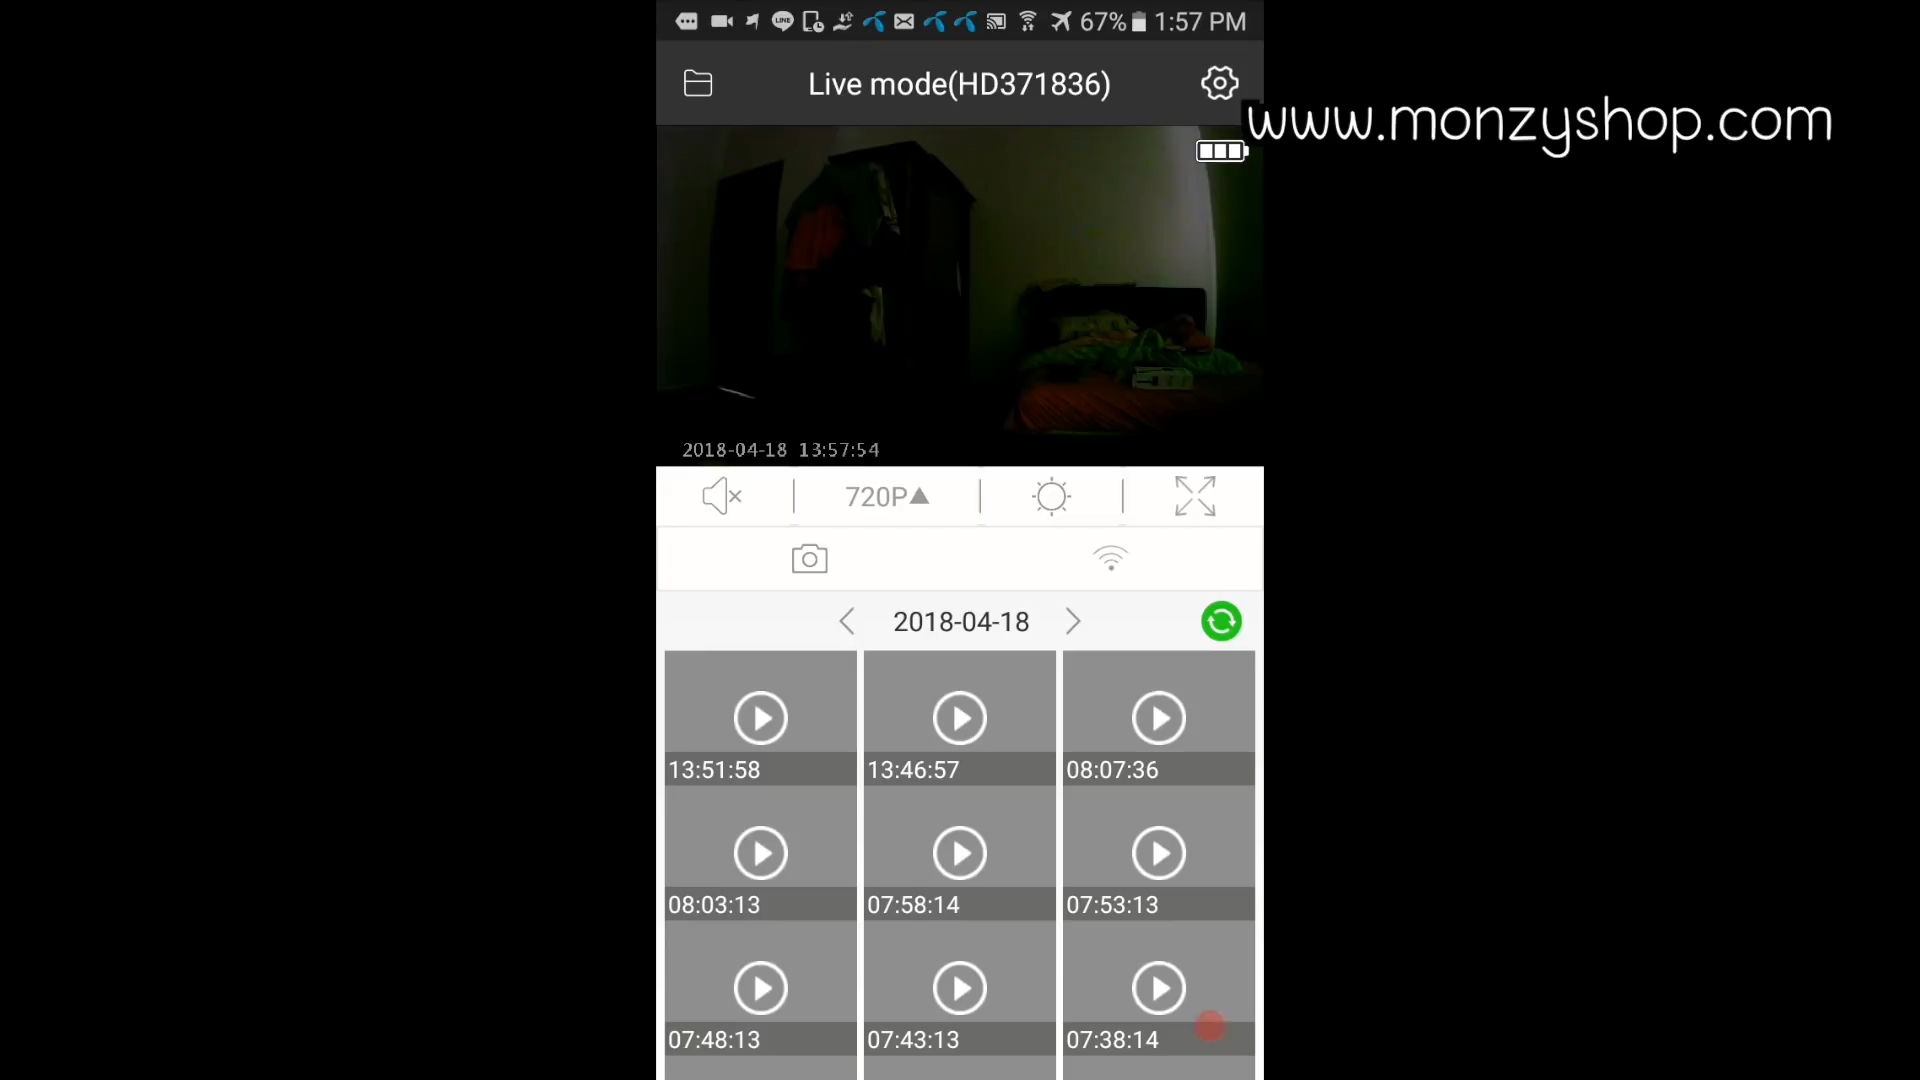 LINE 67% 1:57 PM
Live mode(HD371836)
www.monzyshop.com
2018-04-18 13:57:54
720P▲
2018-04-18
13:51:58 13:46:57 08:07:36
08:03:13 07:58:14 07:53:13
07:48:13 07:43:13 07:38:14